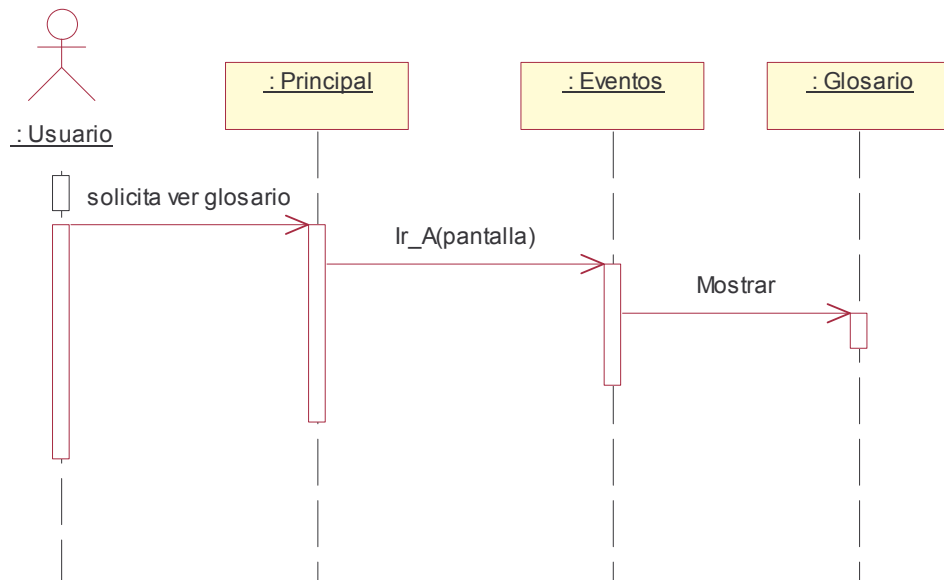 : Principal
: Eventos
: Glosario
: Usuario
solicita ver glosario
Ir_A(pantalla)
Mostrar